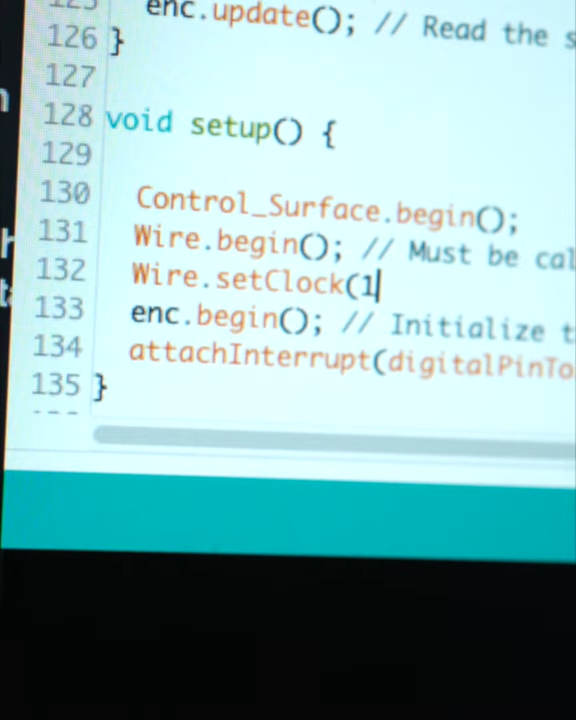 enc.update(); // Read the s
126 }
127
128 void setup() {
129
130 Control_Surface.begin();
131 Wire.begin(); // Must be cal
132 Wire.setClock(1
133 enc.begin(); // Initialize t
134 attachInterrupt(digitalPinTo
135 }